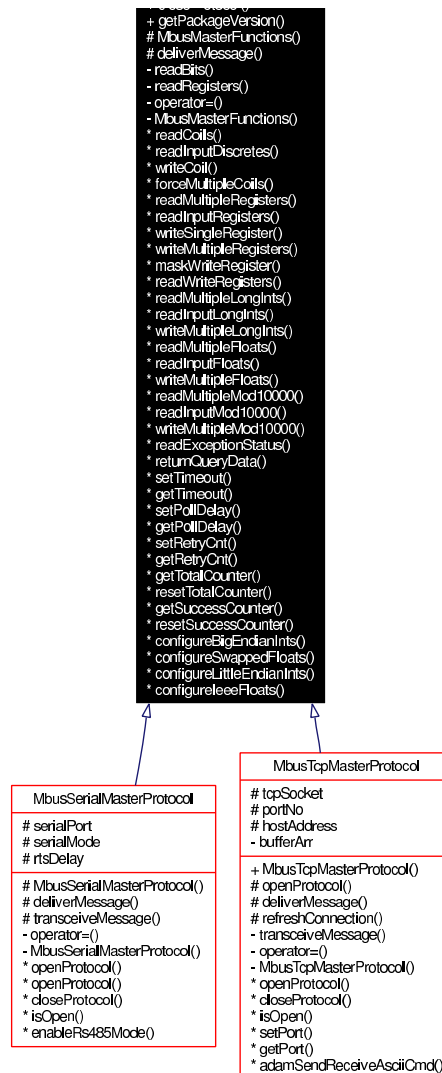 + getPackageVersion()
# MbusMasterFunctions()
# deliverMessage()
- readBits()
- readRegisters()
- operator=()
- MbusMasterFunctions()
* readCoils()
* readInputDiscretes()
* writeCoil()
* forceMultipleCoils()
* readMultipleRegisters()
* readInputRegisters()
* writeSingleRegister()
* writeMultipleRegisters()
* maskWriteRegister()
* readWriteRegisters()
* readMultipleLongInts()
* readInputLongInts()
* writeMultipleLongInts()
* readMultipleFloats()
* readInputFloats()
* writeMultipleFloats()
* readMultipleMod10000()
* readInputMod10000()
* writeMultipleMod10000()
* readExceptionStatus()
* returnQueryData()
* setTimeout()
* getTimeout()
* setPollDelay()
* getPollDelay()
* setRetryCnt()
* getRetryCnt()
* getTotalCounter()
* resetTotalCounter()
* getSuccessCounter()
* resetSuccessCounter()
* configureBigEndianInts()
* configureSwappedFloats()
* configureLittleEndianInts()
* configureIeeeFloats()
MbusSerialMasterProtocol
# serialPort
# serialMode
# rtsDelay
# MbusSerialMasterProtocol()
# deliverMessage()
# transceiveMessage()
- operator=()
- MbusSerialMasterProtocol()
* openProtocol()
* openProtocol()
* closeProtocol()
* isOpen()
* enableRs485Mode()
MbusTcpMasterProtocol
# tcpSocket
# portNo
# hostAddress
- bufferArr
+ MbusTcpMasterProtocol()
# openProtocol()
# deliverMessage()
# refreshConnection()
- transceiveMessage()
- operator=()
- MbusTcpMasterProtocol()
* openProtocol()
* closeProtocol()
* isOpen()
* setPort()
* getPort()
* adamSendReceiveAsciiCmd()